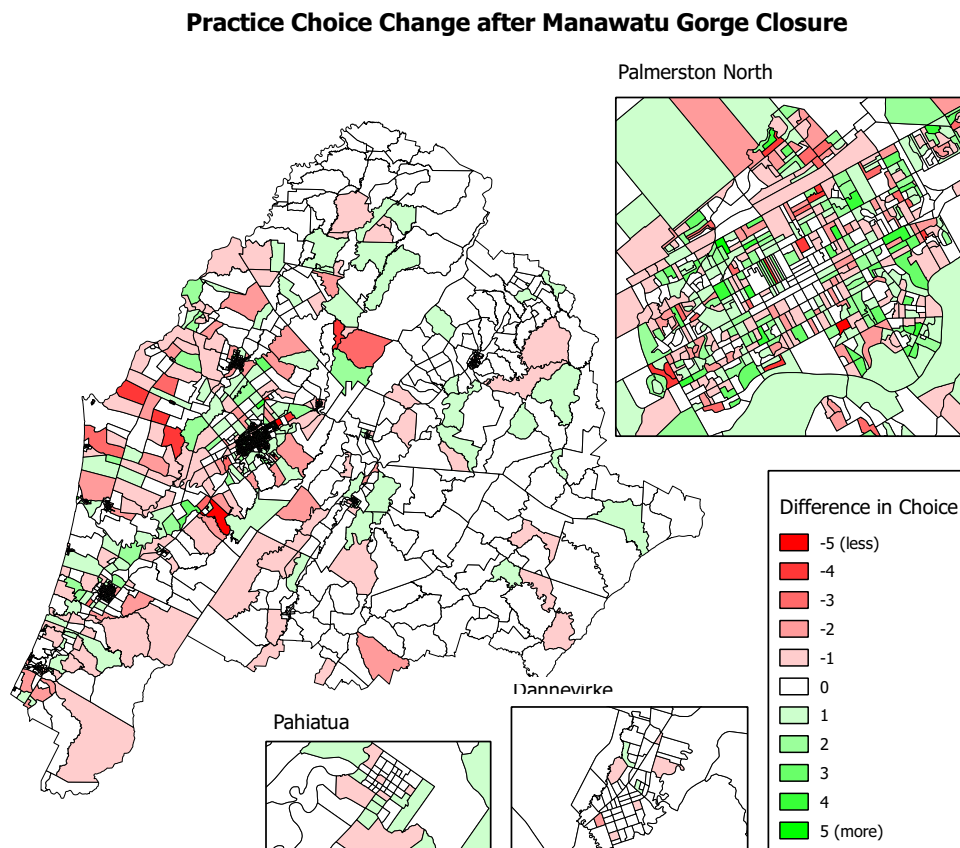 Practice Choice Change after Manawatu Gorge Closure
Palmerston North
Difference in Choice
-5 (less)
-4
-3
-2
-1
0
1
2
3
4
5 (more)
Dannevirke
Pahiatua